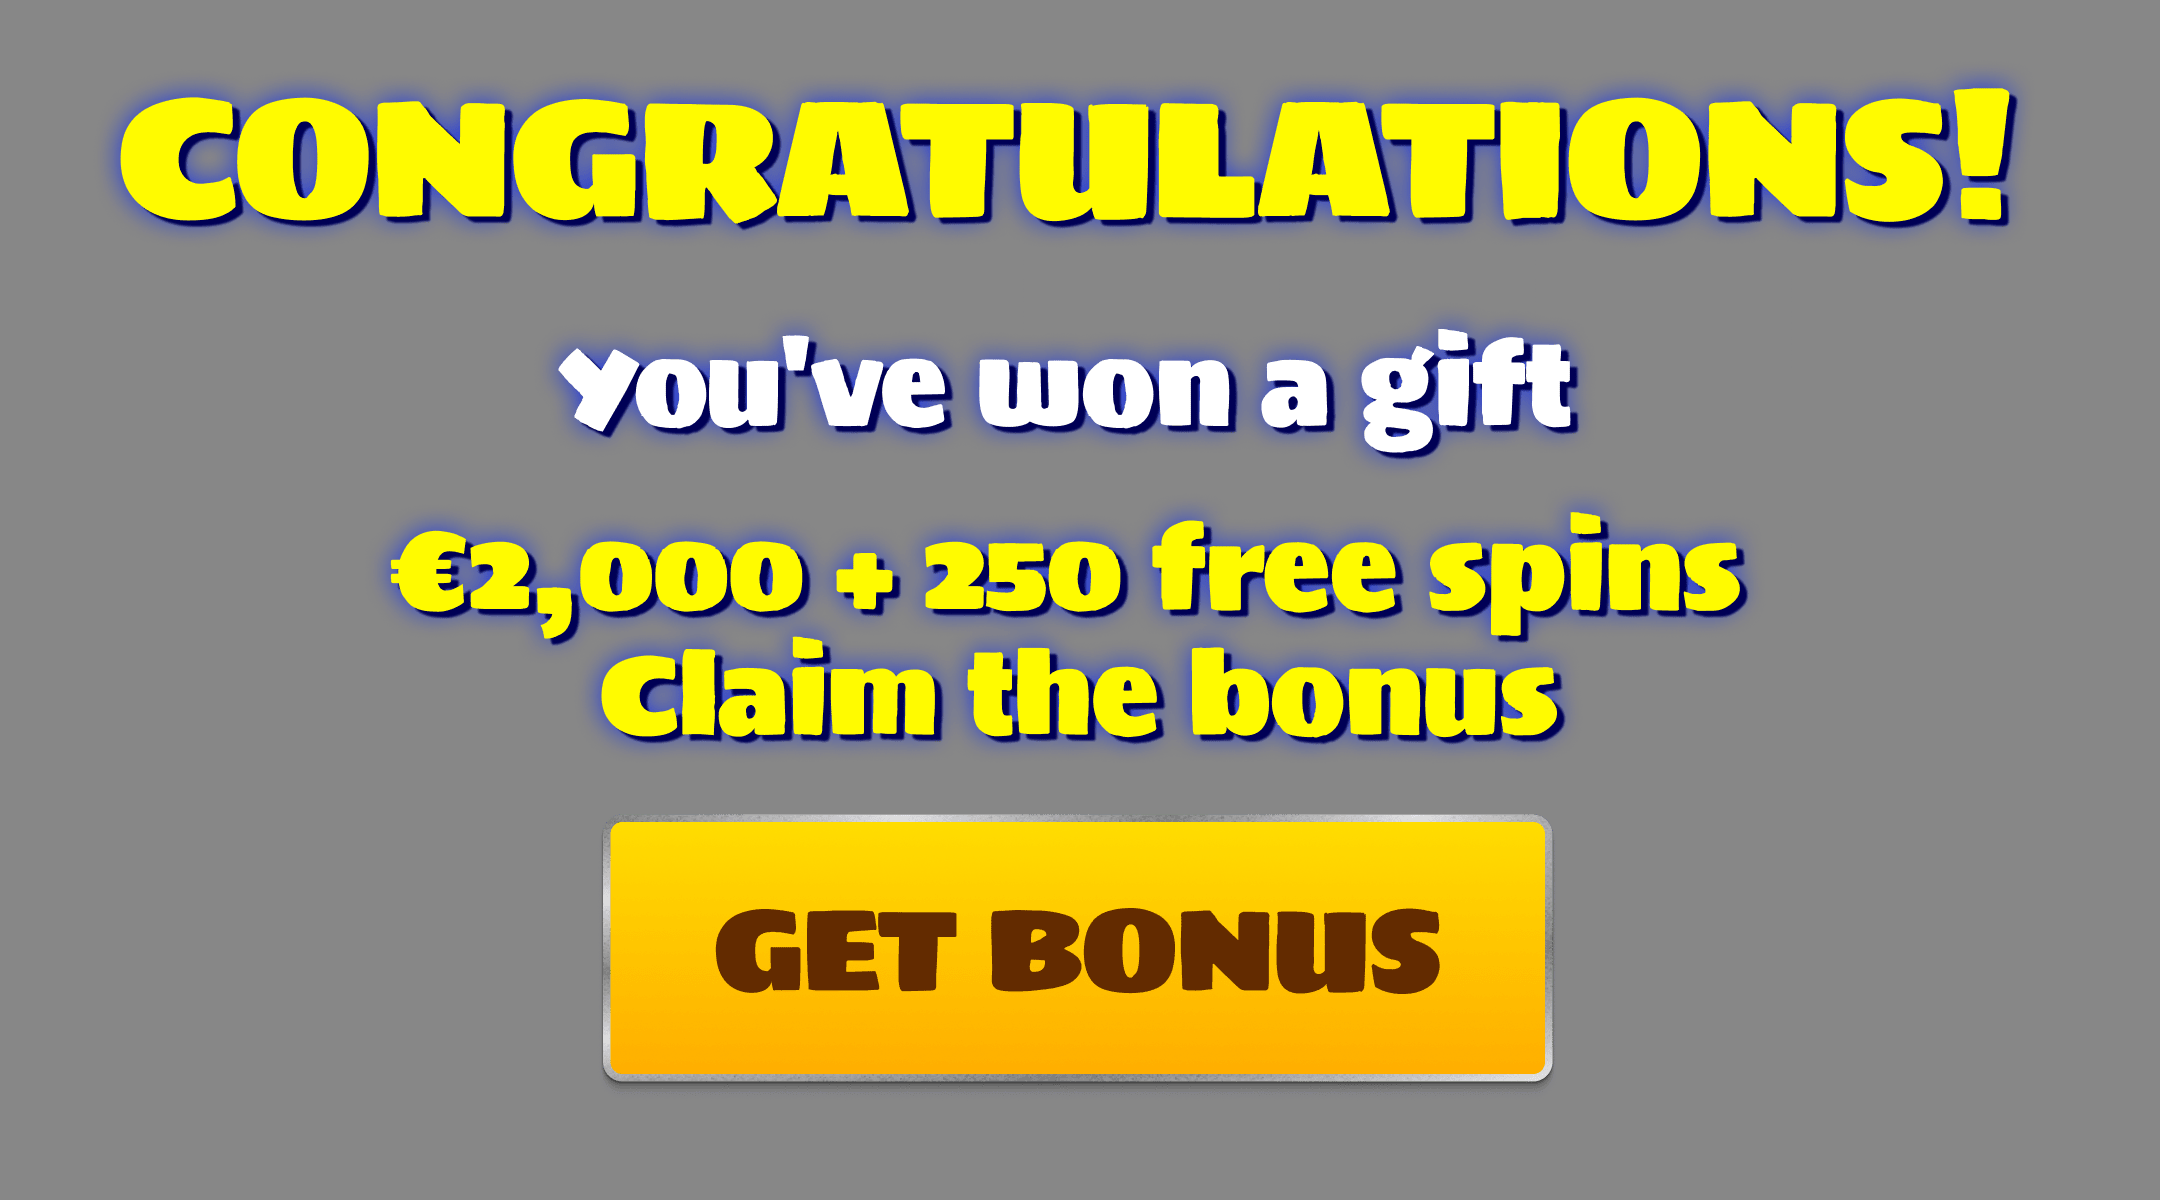 CONGRATULATIONS!
You've won a gift
€2,000 + 250 free spins
Claim the bonus
GET BONUS